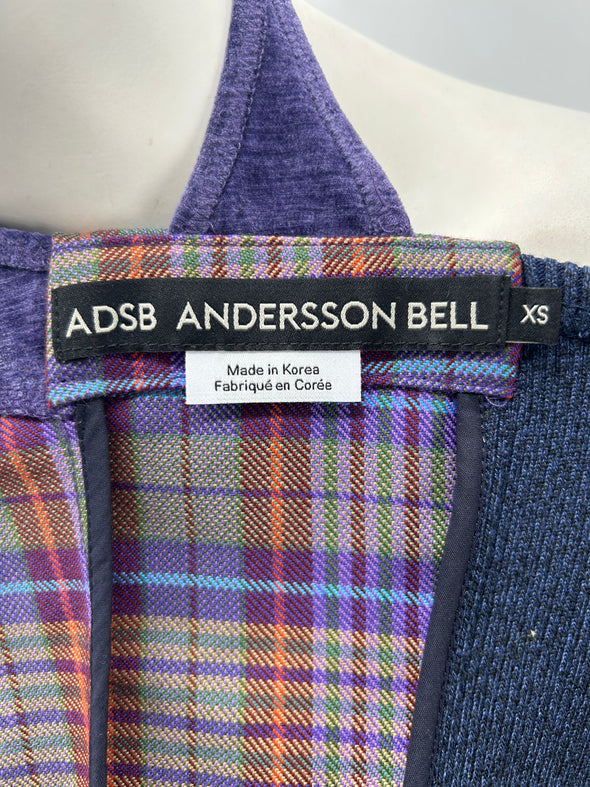 ADSB ANDERSSON BELL
XS
Made in Korea
Fabriqué en Corée